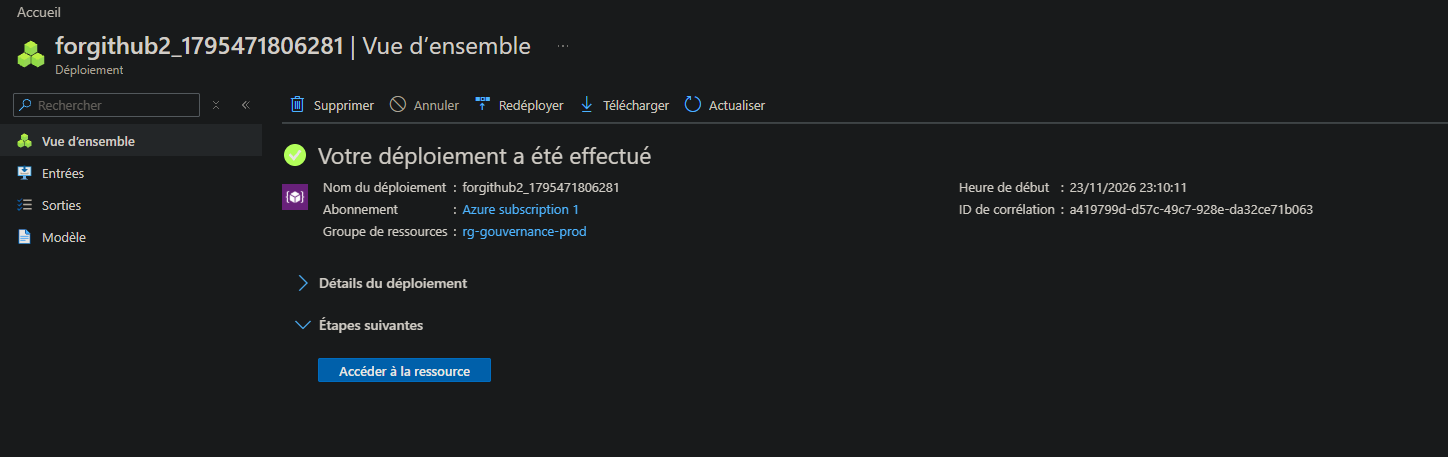 Accueil
forgithub2_1795471806281 | Vue d’ensemble ...
Déploiement
Rechercher
Supprimer
Annuler
Redéployer
Télécharger
Actualiser
Vue d’ensemble
Entrées
Sorties
Modèle
Votre déploiement a été effectué
Nom du déploiement : forgithub2_1795471806281
Abonnement : Azure subscription 1
Groupe de ressources : rg-gouvernance-prod
Heure de début : 23/11/2026 23:10:11
ID de corrélation : a419799d-d57c-49c7-928e-da32ce71b063
Détails du déploiement
Étapes suivantes
Accéder à la ressource